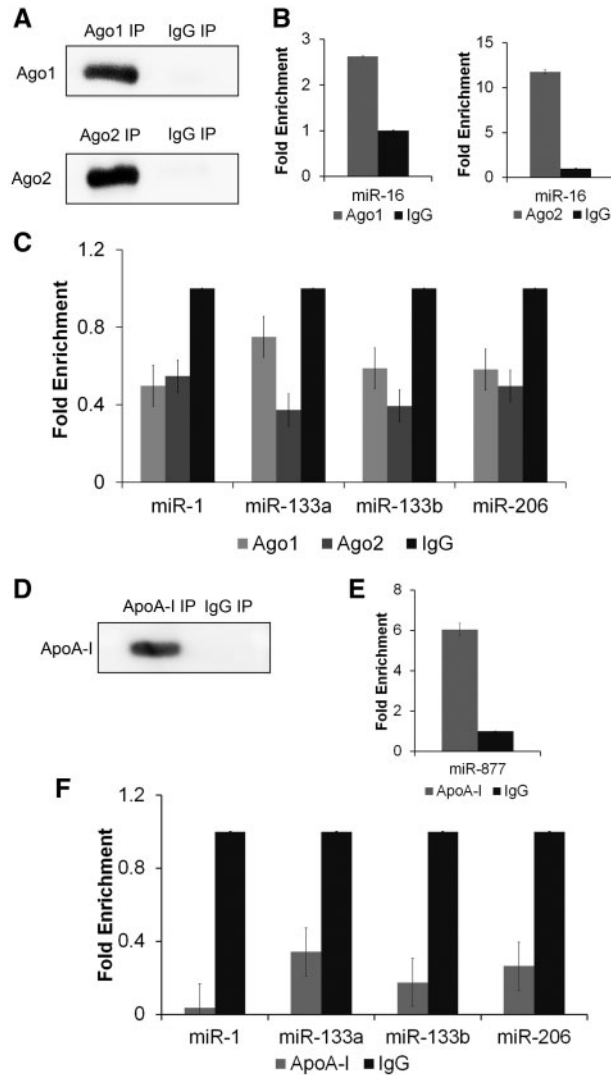 A
Ago1 IP IgG IP
Ago1
Ago2 IP IgG IP
Ago2
B
Fold Enrichment
3
2
1
0
miR-16
Ago1 IgG
Fold Enrichment
15
10
5
0
miR-16
Ago2 IgG
C
Fold Enrichment
1.2
0.8
0.4
0
miR-1 miR-133a miR-133b miR-206
Ago1 Ago2 IgG
D
ApoA-I IP IgG IP
ApoA-I
E
Fold Enrichment
8
6
4
2
0
miR-877
ApoA-I IgG
F
Fold Enrichment
1.2
0.8
0.4
0
miR-1 miR-133a miR-133b miR-206
ApoA-I IgG